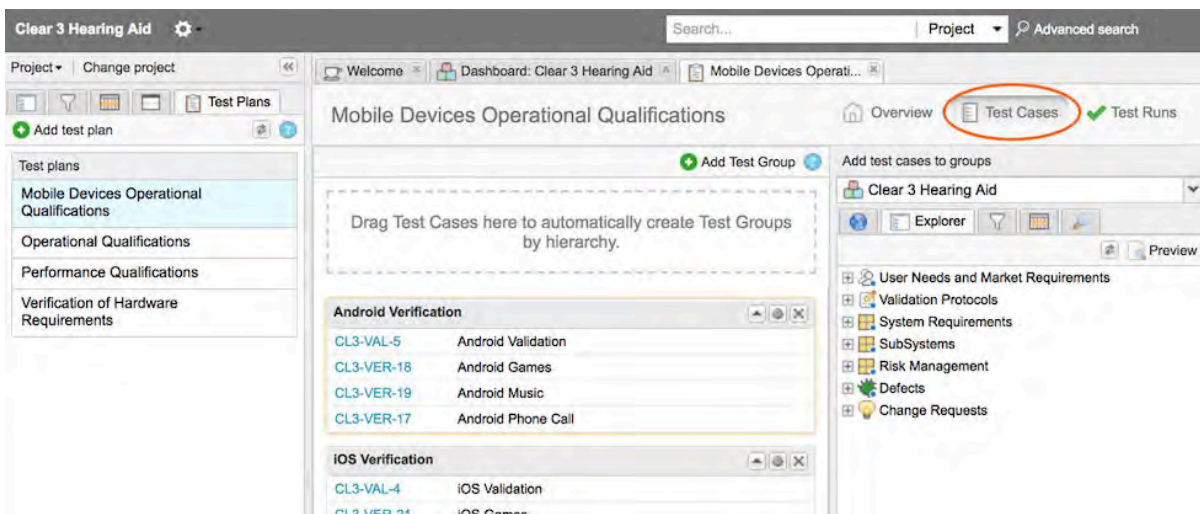 Clear 3 Hearing Aid
Search...
Project
Advanced search
Project
Change project
Welcome
Dashboard: Clear 3 Hearing Aid
Mobile Devices Operati...
Test Plans
Add test plan
Test plans
Mobile Devices Operational
Qualifications
Operational Qualifications
Performance Qualifications
Verification of Hardware
Requirements
Mobile Devices Operational Qualifications
Overview
Test Cases
Test Runs
Add Test Group
Drag Test Cases here to automatically create Test Groups
by hierarchy.
Android Verification
CL3-VAL-5 Android Validation
CL3-VER-18 Android Games
CL3-VER-19 Android Music
CL3-VER-17 Android Phone Call
iOS Verification
CL3-VAL-4 iOS Validation
CL3-VER-21 iOS Games
Add test cases to groups
Clear 3 Hearing Aid
Explorer
Preview
User Needs and Market Requirements
Validation Protocols
System Requirements
SubSystems
Risk Management
Defects
Change Requests